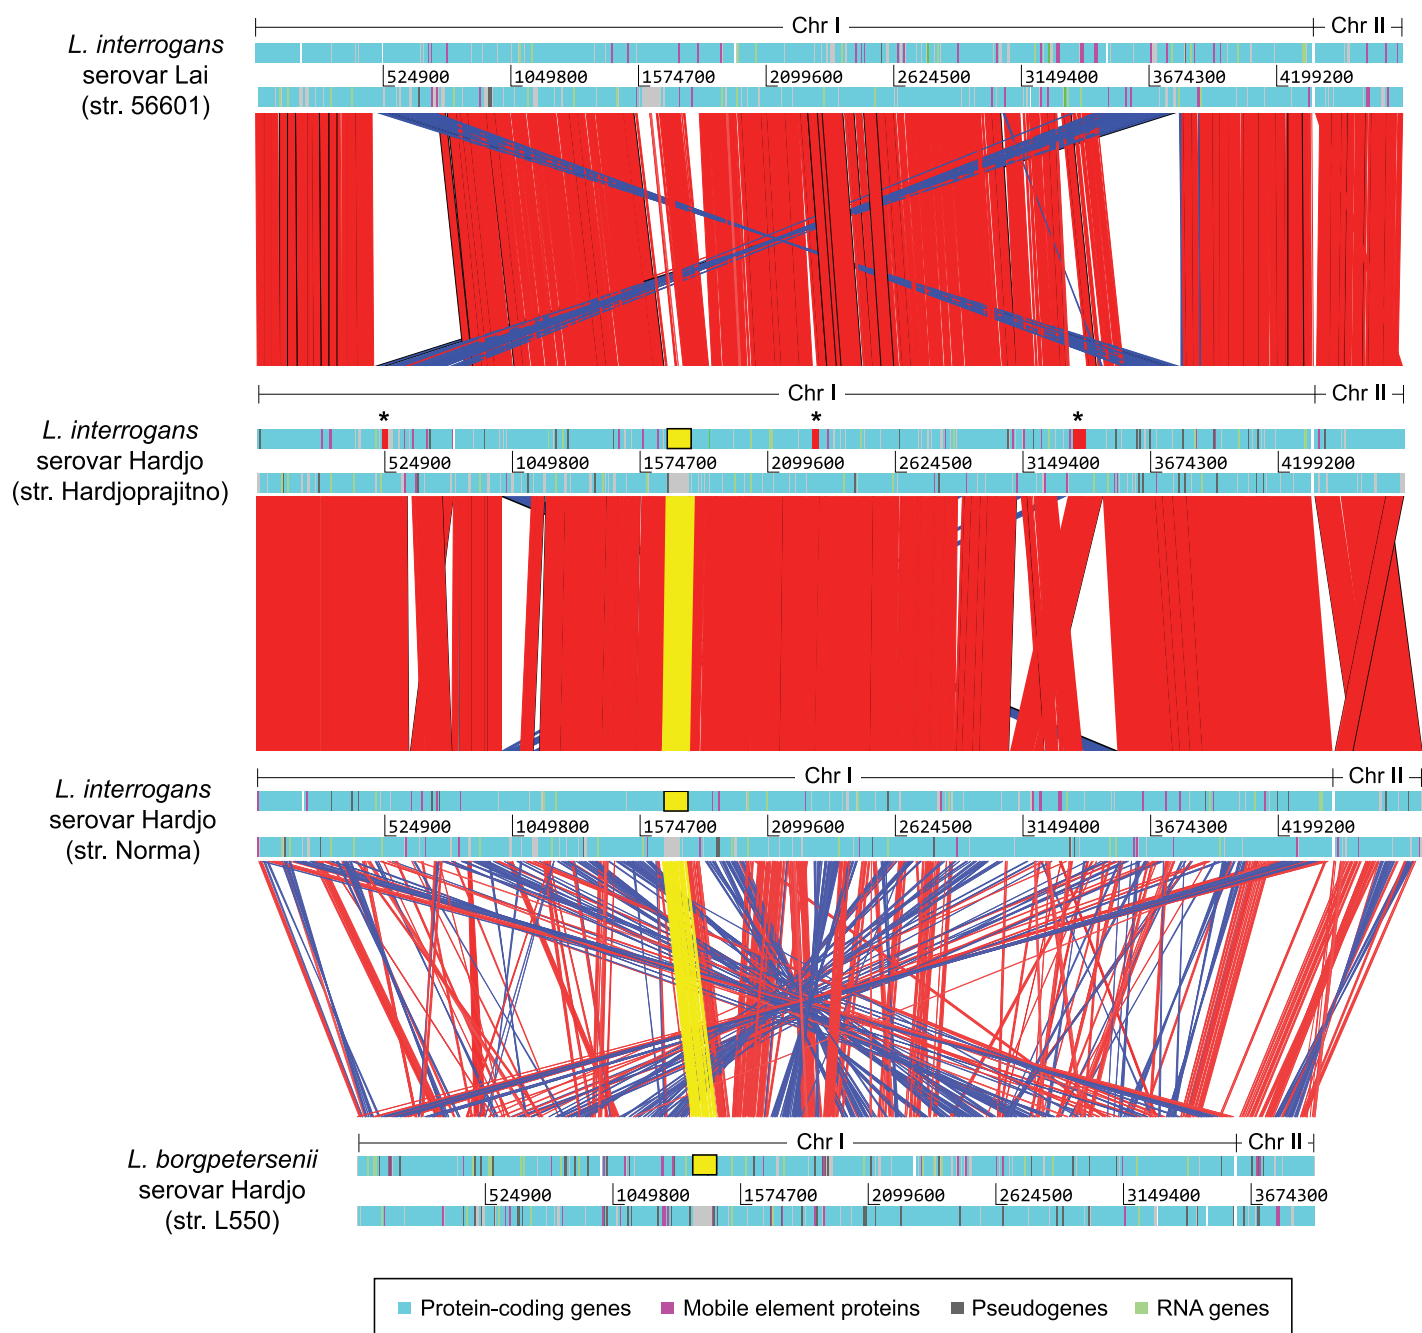 Chr I
Chr II
L. interrogans
serovar Lai
(str. 56601)
524900 1049800 1574700 2099600 2624500 3149400 3674300 4199200
Chr I
Chr II
* * *
L. interrogans
serovar Hardjo
(str. Hardjoprajitno)
524900 1049800 1574700 2099600 2624500 3149400 3674300 4199200
Chr I
Chr II
L. interrogans
serovar Hardjo
(str. Norma)
524900 1049800 1574700 2099600 2624500 3149400 3674300 4199200
Chr I
Chr II
L. borgpetersenii
serovar Hardjo
(str. L550)
524900 1049800 1574700 2099600 2624500 3149400 3674300
Protein-coding genes Mobile element proteins Pseudogenes RNA genes